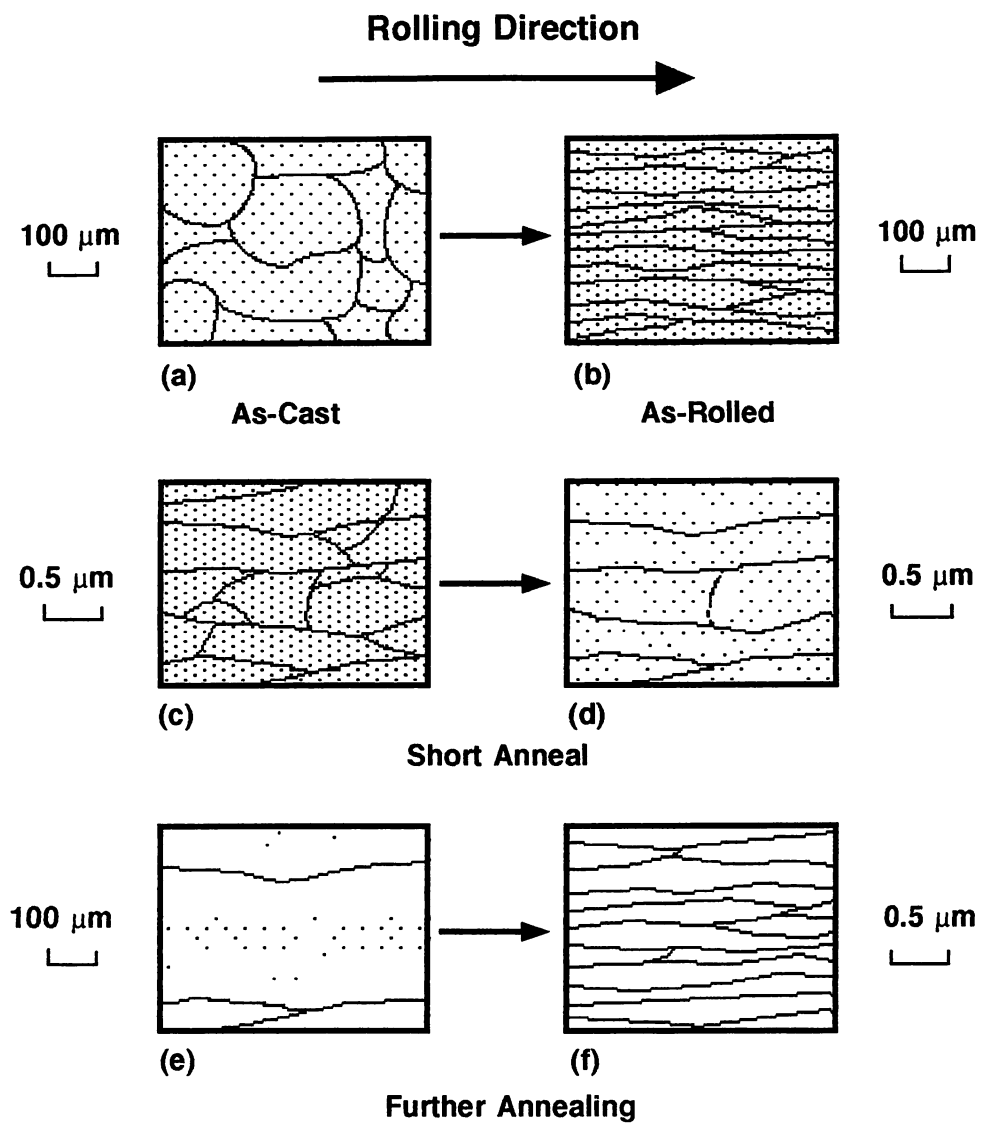 Rolling Direction
100 μm
100 μm
(a)
(b)
As-Cast
As-Rolled
0.5 μm
0.5 μm
(c)
(d)
Short Anneal
100 μm
0.5 μm
(e)
(f)
Further Annealing